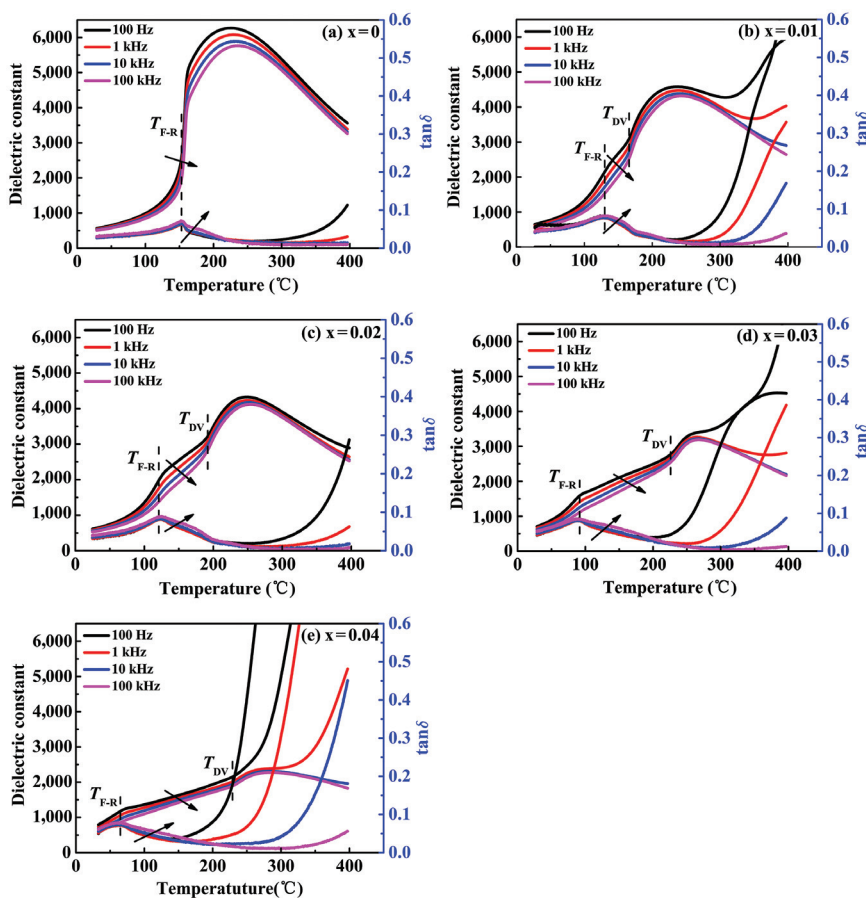 (a) x=0
100 Hz
1 kHz
10 kHz
100 kHz
T_F-R
Dielectric constant
6,000
5,000
4,000
3,000
2,000
1,000
0
0 100 200 300 400
Temperature (℃)
0.6
0.5
0.4
0.3
0.2
0.1
0.0
tanδ
(b) x=0.01
100 Hz
1 kHz
10 kHz
100 kHz
T_DV
T_F-R
Dielectric constant
6,000
5,000
4,000
3,000
2,000
1,000
0
0 100 200 300 400
Temperature (℃)
0.6
0.5
0.4
0.3
0.2
0.1
0.0
tanδ
(c) x=0.02
100 Hz
1 kHz
10 kHz
100 kHz
T_DV
T_F-R
Dielectric constant
6,000
5,000
4,000
3,000
2,000
1,000
0
0 100 200 300 400
Temperature (℃)
0.6
0.5
0.4
0.3
0.2
0.1
0.0
tanδ
(d) x=0.03
100 Hz
1 kHz
10 kHz
100 kHz
T_DV
T_F-R
Dielectric constant
6,000
5,000
4,000
3,000
2,000
1,000
0
0 100 200 300 400
Temperature (℃)
0.6
0.5
0.4
0.3
0.2
0.1
0.0
tanδ
(e) x=0.04
100 Hz
1 kHz
10 kHz
100 kHz
T_DV
T_F-R
Dielectric constant
6,000
5,000
4,000
3,000
2,000
1,000
0
0 100 200 300 400
Temperatuture(℃)
0.6
0.5
0.4
0.3
0.2
0.1
0.0
tanδ